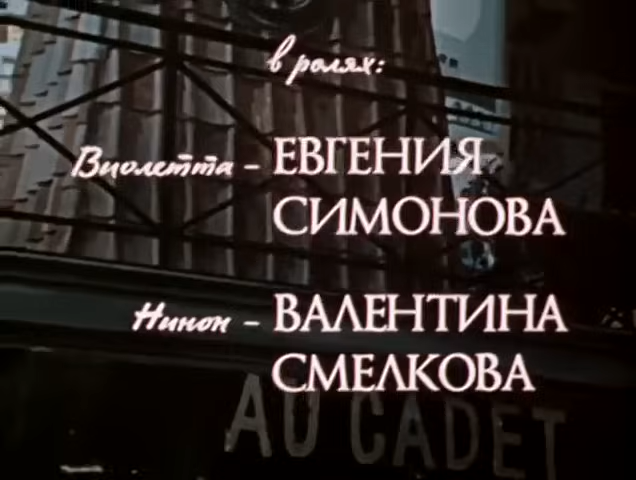 в ролях:
Виолетта – ЕВГЕНИЯ
СИМОНОВА
Нинон – ВАЛЕНТИНА
СМЕЛКОВА
AU CADET